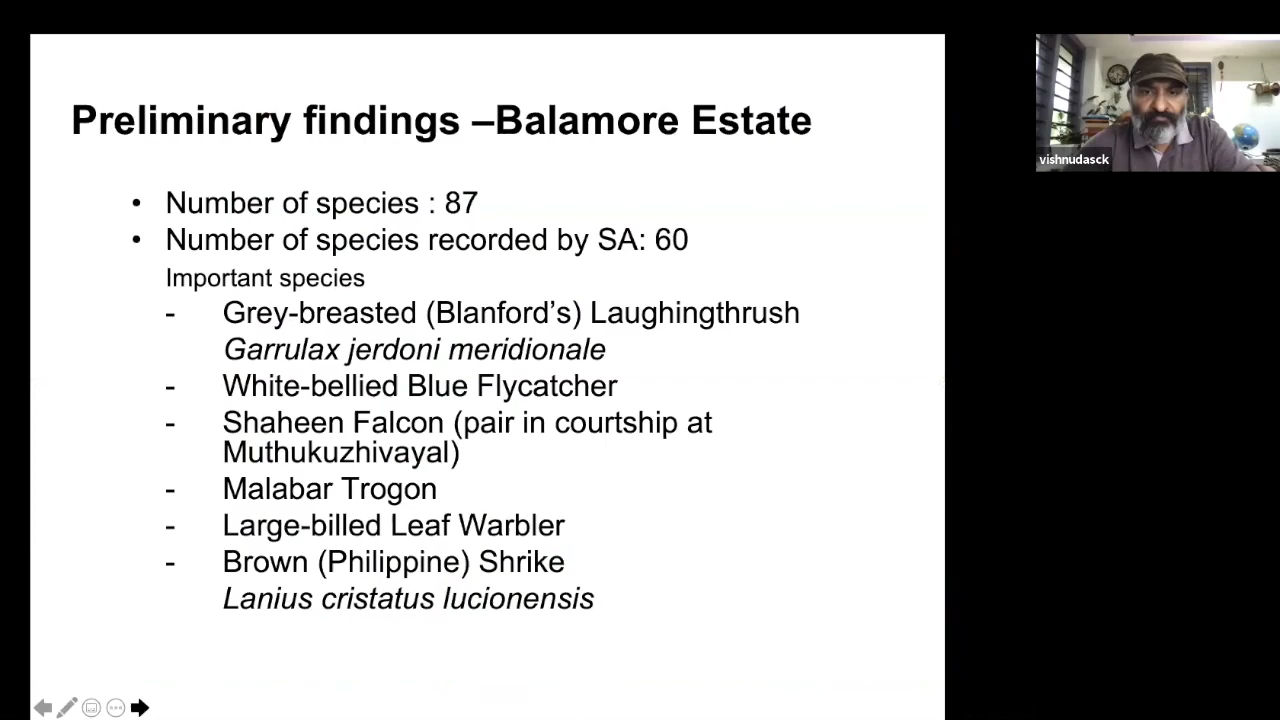 Preliminary findings –Balamore Estate
• Number of species : 87
• Number of species recorded by SA: 60
Important species
- Grey-breasted (Blanford’s) Laughingthrush
Garrulax jerdoni meridionale
- White-bellied Blue Flycatcher
- Shaheen Falcon (pair in courtship at
Muthukuzhivayal)
- Malabar Trogon
- Large-billed Leaf Warbler
- Brown (Philippine) Shrike
Lanius cristatus lucionensis
vishnudasck